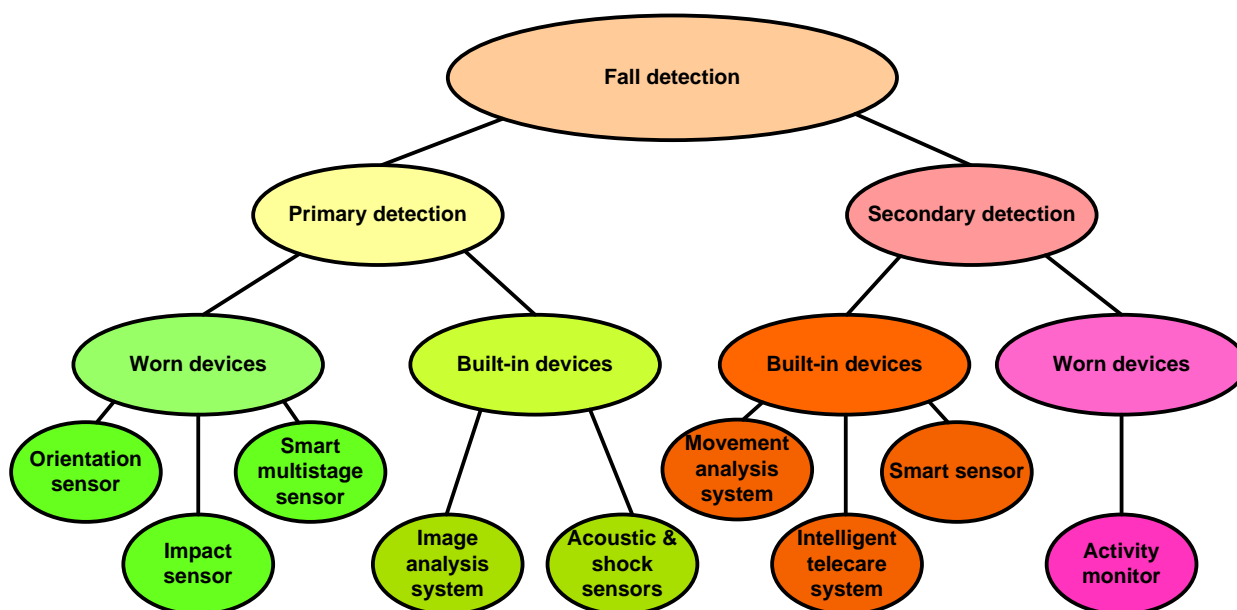 Fall detection
Primary detection
Secondary detection
Worn devices
Built-in devices
Built-in devices
Worn devices
Orientation
sensor
Impact
sensor
Smart
multistage
sensor
Image
analysis
system
Acoustic &
shock
sensors
Movement
analysis
system
Intelligent
telecare
system
Smart sensor
Activity
monitor